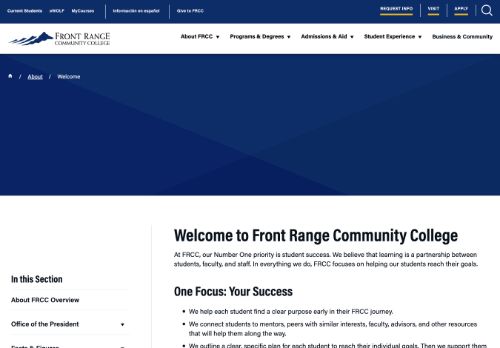 Current Students eWOLF MyCourses Información en español Give to FRCC REQUEST INFO VISIT APPLY
FRONT RANGE
COMMUNITY COLLEGE
About FRCC ▼ Programs & Degrees ▼ Admissions & Aid ▼ Student Experience ▼ Business & Community
/ About / Welcome
Welcome to Front Range Community College
At FRCC, our Number One priority is student success. We believe that learning is a partnership between
students, faculty, and staff. In everything we do, FRCC focuses on helping our students reach their goals.
In this Section
One Focus: Your Success
About FRCC Overview
• We help each student find a clear purpose early in their FRCC journey.
Office of the President ▼
• We connect students to mentors, peers with similar interests, faculty, advisors, and other resources
that will help them along the way.
• We outline a clear, specific plan for each student to reach their individual goals. Then we support them
Facts & Figures